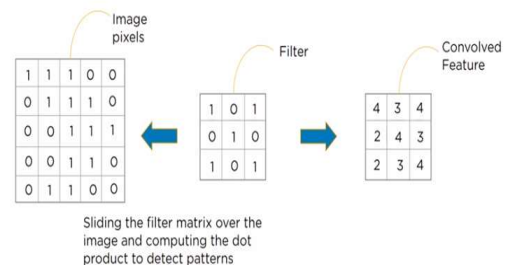 Image
pixels
Filter
Convolved
Feature
1 1 1 0 0
0 1 1 1 0
0 0 1 1 1
0 0 1 1 0
0 1 1 0 0
1 0 1
0 1 0
1 0 1
4 3 4
2 4 3
2 3 4
Sliding the filter matrix over the
image and computing the dot
product to detect patterns